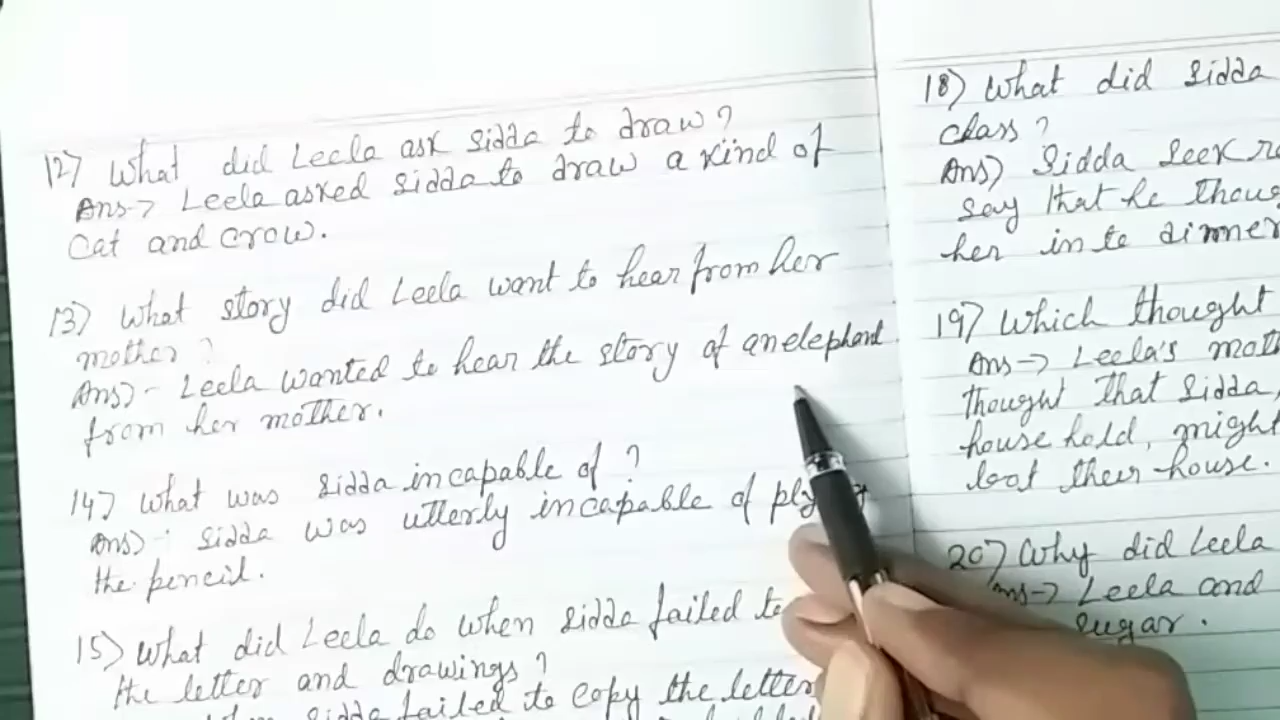 12) What did Leela ask Sidda to draw?
Ans-> Leela asked Sidda to draw a kind of
Cat and crow.
13) What story did Leela want to hear from her
mother?
Ans)- Leela wanted to hear the story of an elephant
from her mother.
14) What was Sidda incapable of?
Ans)- Sidda was utterly incapable of
the pencil.
15) What did Leela do when Sidda failed to
the letter and drawings?
Sidda failed to copy the letter
18) What did Sidda
class?
Ans) Sidda Seek
Say that he
her in to dinner
19) Which thought
Ans-> Leela's
thought that Sidda,
house hold, might
loot their house.
20) Why did Leela
Ans-> Leela and
Sugar.